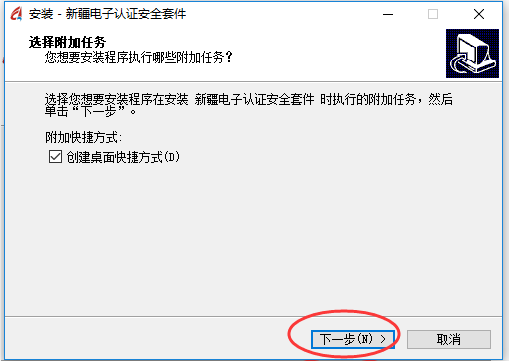 安装 - 新疆电子认证安全套件
选择附加任务
您想要安装程序执行哪些附加任务？
选择您想要安装程序在安装 新疆电子认证安全套件 时执行的附加任务，然后
单击“下一步”。
附加快捷方式:
创建桌面快捷方式(D)
下一步(N) >
取消